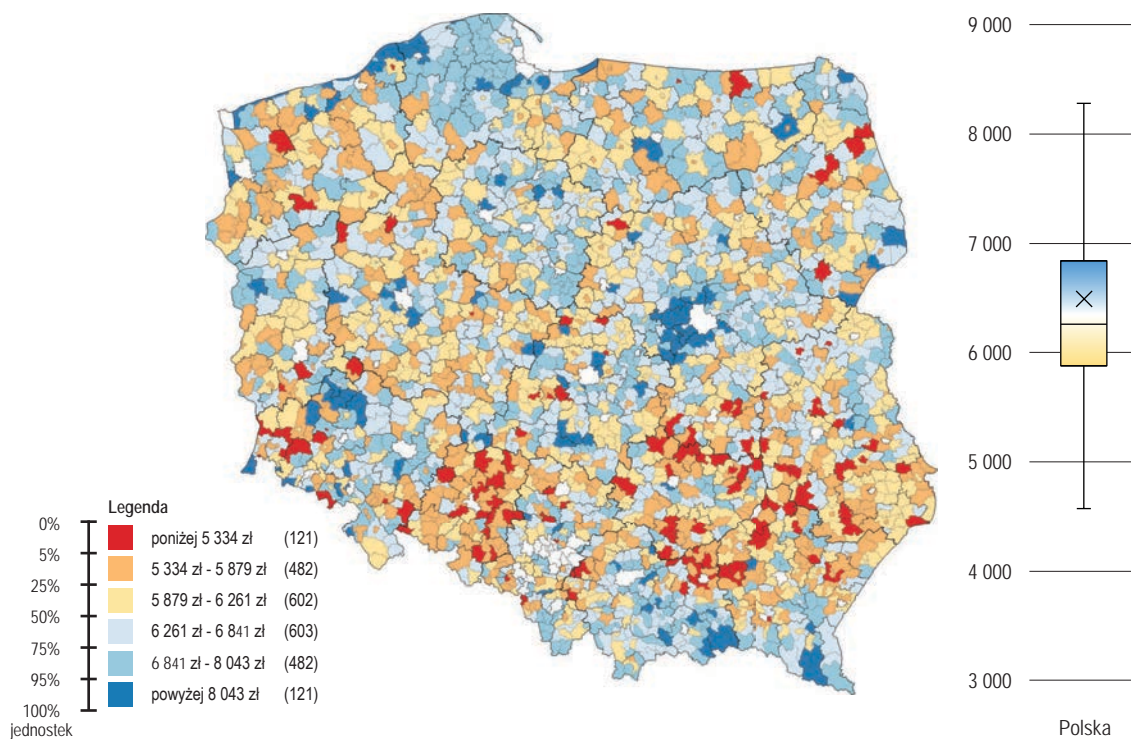 9 000
8 000
7 000
6 000
5 000
4 000
3 000
Polska
Legenda
0%
poniżej 5 334 zł (121)
5%
5 334 zł - 5 879 zł (482)
25%
5 879 zł - 6 261 zł (602)
50%
6 261 zł - 6 841 zł (603)
75%
6 841 zł - 8 043 zł (482)
95%
powyżej 8 043 zł (121)
100%
jednostek